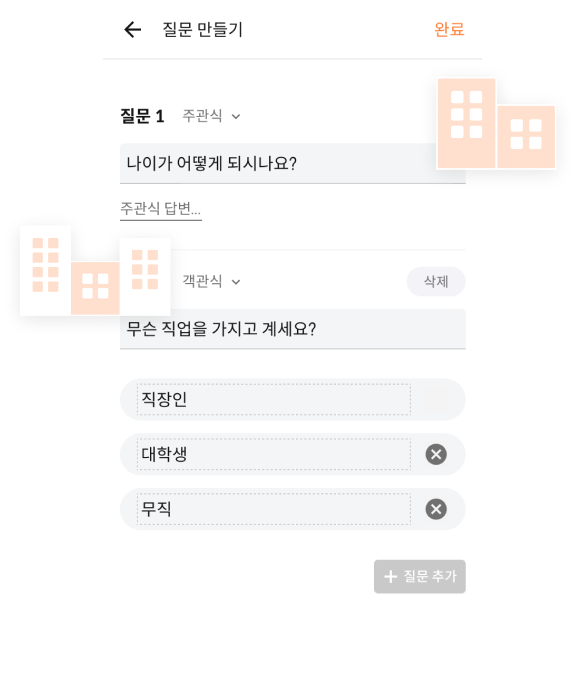 질문 만들기
완료
질문 1 주관식
나이가 어떻게 되시나요?
주관식 답변...
객관식
삭제
무슨 직업을 가지고 계세요?
직장인
대학생
무직
+ 질문 추가